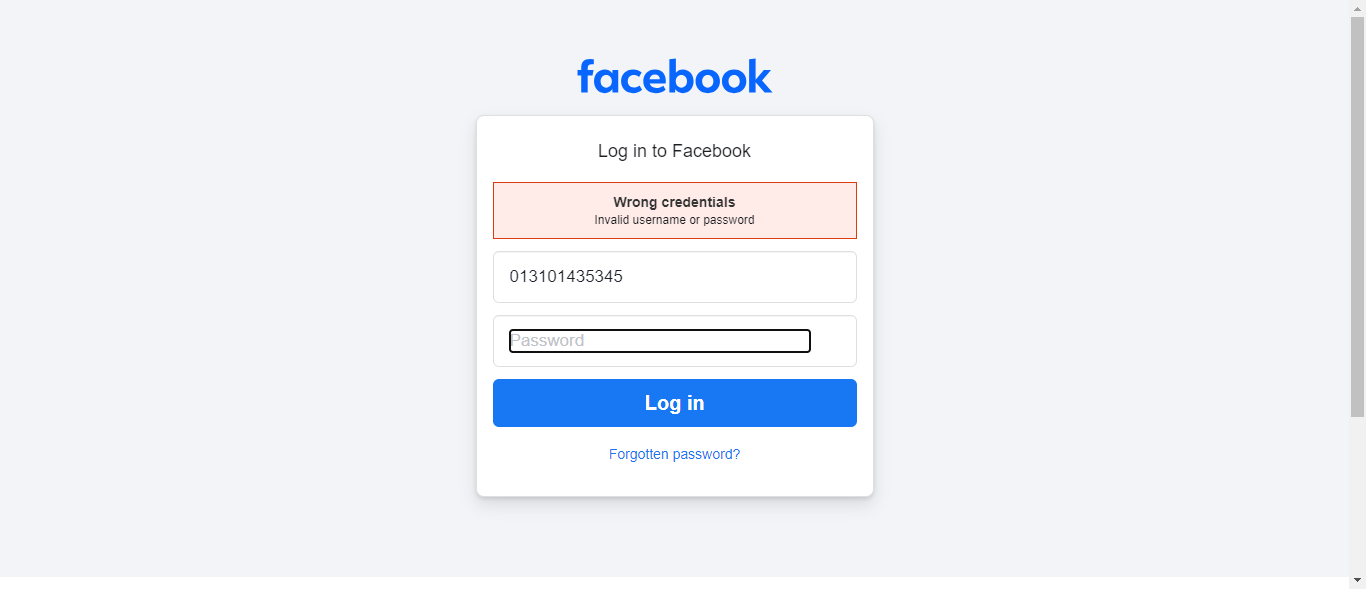 facebook
Log in to Facebook
Wrong credentials
Invalid username or password
013101435345
Password
Log in
Forgotten password?